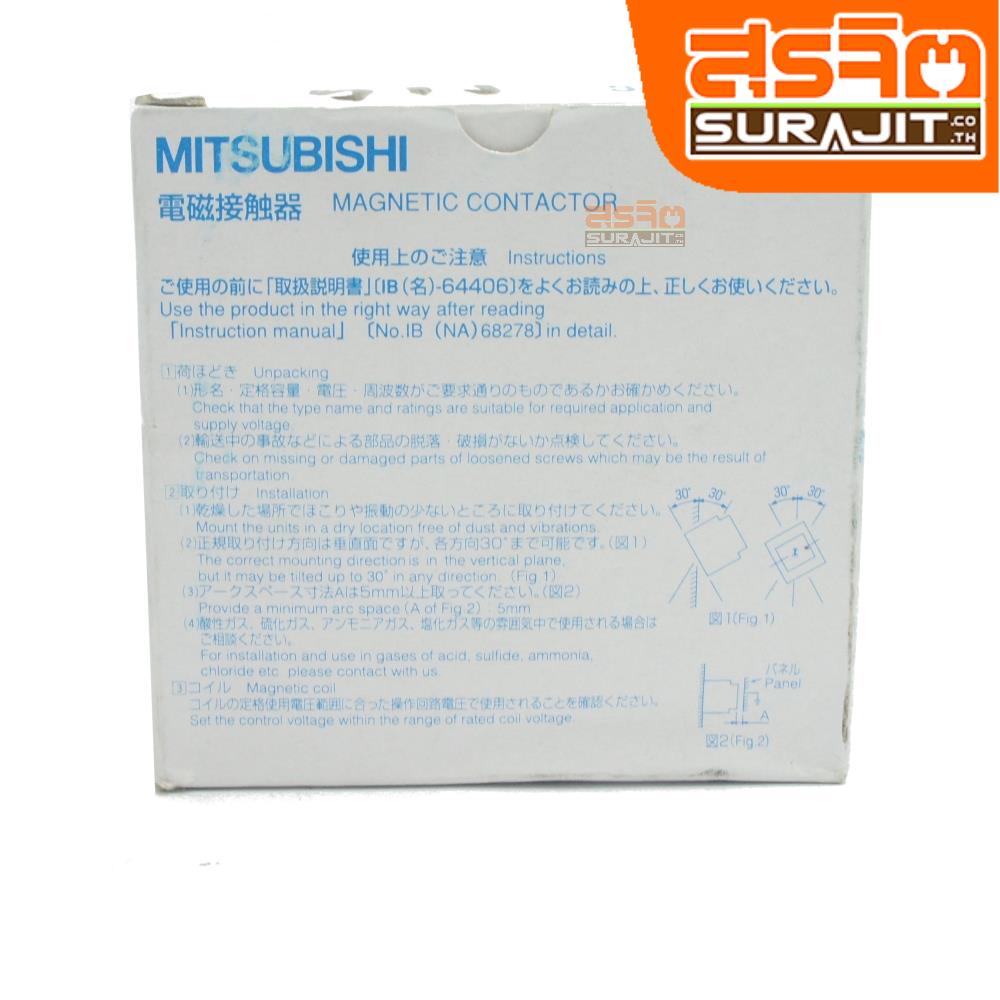 สุรจิต
SURAJIT.CO.TH
MITSUBISHI
電磁接触器 MAGNETIC CONTACTOR
สุรจิต
SURAJIT
使用上のご注意 Instructions
ご使用の前に「取扱説明書」〔IB(名)-64406〕をよくお読みの上、正しくお使いください。
Use the product in the right way after reading
「Instruction manual」 〔No.IB (NA)68278〕in detail.
1荷ほどき Unpacking
(1)形名・定格容量・電圧・周波数がご要求通りのものであるかお確かめください。
Check that the type name and ratings are suitable for required application and
supply voltage.
(2)輸送中の事故などによる部品の脱落・破損がないか点検してください。
Check on missing or damaged parts of loosened screws which may be the result of
transportation.
2取り付け Installation
(1)乾燥した場所でほこりや振動の少ないところに取り付けてください。
Mount the units in a dry location free of dust and vibrations.
(2)正規取り付け方向は垂直面ですが、各方向30°まで可能です。(図1)
The correct mounting direction is in the vertical plane,
but it may be tilted up to 30° in any direction. (Fig 1)
(3)アークスペース寸法Aは5mm以上取ってください。(図2)
Provide a minimum arc space (A of Fig.2) : 5mm
(4)酸性ガス、硫化ガス、アンモニアガス、塩化ガス等の雰囲気中で使用される場合は
ご相談ください。
For installation and use in gases of acid, sulfide, ammonia,
chloride etc please contact with us.
3コイル Magnetic coil
コイルの定格使用電圧範囲に合った操作回路電圧で使用されることを確認ください。
Set the control voltage within the range of rated coil voltage.
30° 30° 30° 30°
図1(Fig.1)
パネル
Panel
A
図2(Fig.2)